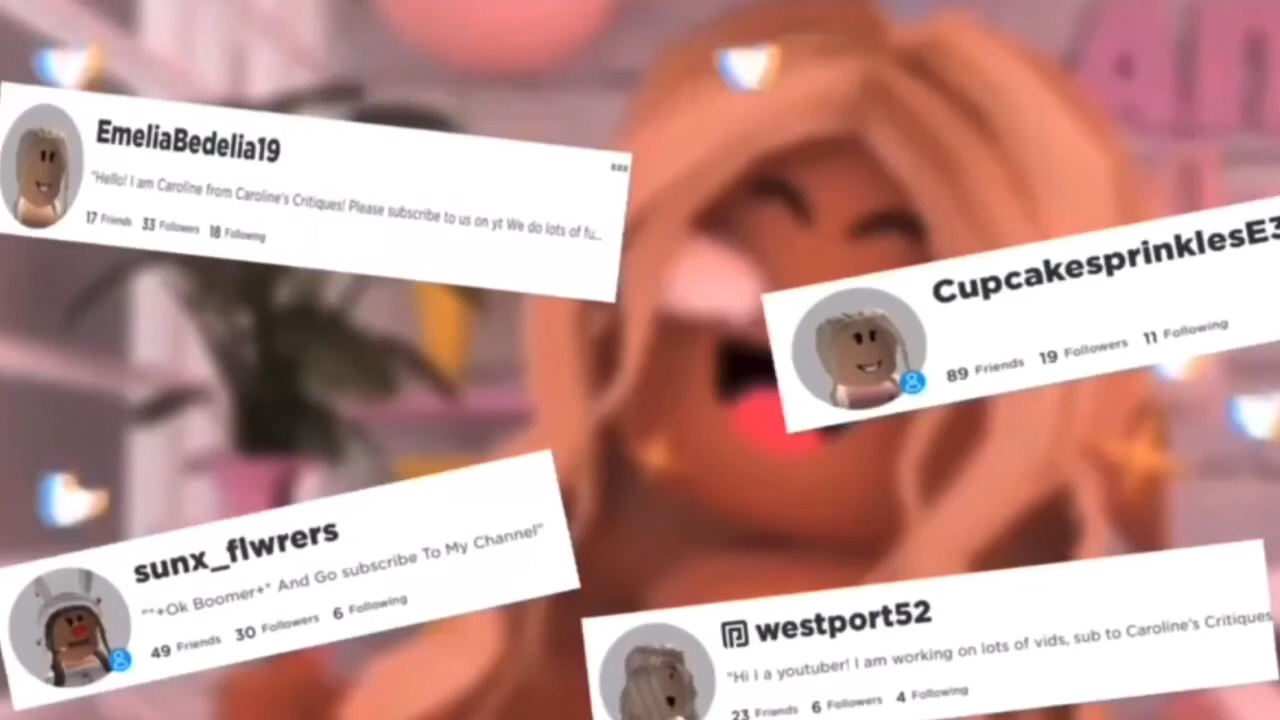 An
EmeliaBedelia19
"Hello! I am Caroline from Caroline's Critiques! Please subscribe to us on yt We do lots of fu...
17 Friends 33 Followers 18 Following
CupcakesprinklesE3
89 Friends 19 Followers 11 Following
sunx_flwrers
"*+Ok Boomer+* And Go subscribe To My Channel"
49 Friends 30 Followers 6 Following
westport52
"Hi I a youtuber! I am working on lots of vids, sub to Caroline's Critiques
23 Friends 6 Followers 4 Following